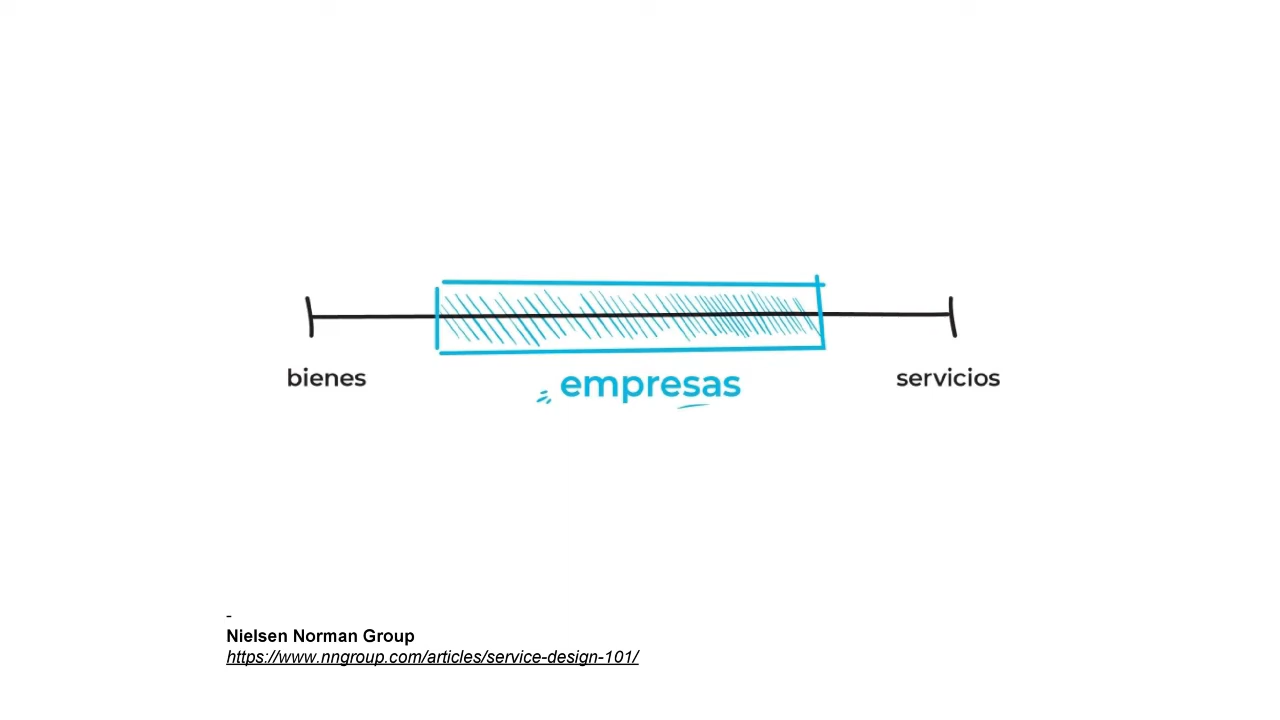 bienes
empresas
servicios
-
Nielsen Norman Group
https://www.nngroup.com/articles/service-design-101/